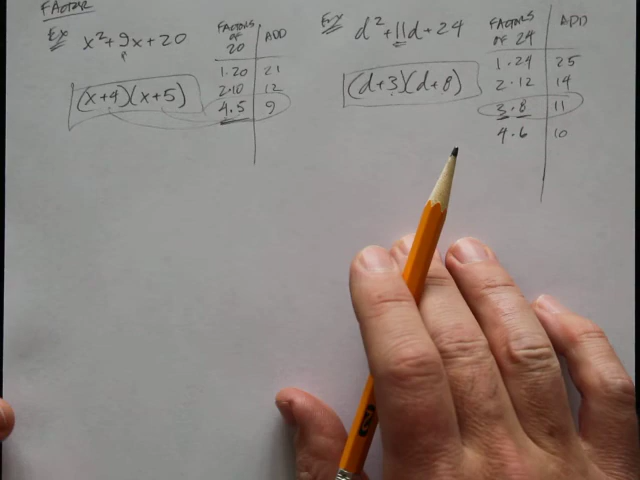 FACTOR
Ex x² + 9x + 20
(x+4)(x+5)
FACTORS OF 20 ADD
1·20 21
2·10 12
4·5 9
Ex d² + 11d + 24
(d+3)(d+8)
FACTORS OF 24 ADD
1·24 25
2·12 14
3·8 11
4·6 10
2